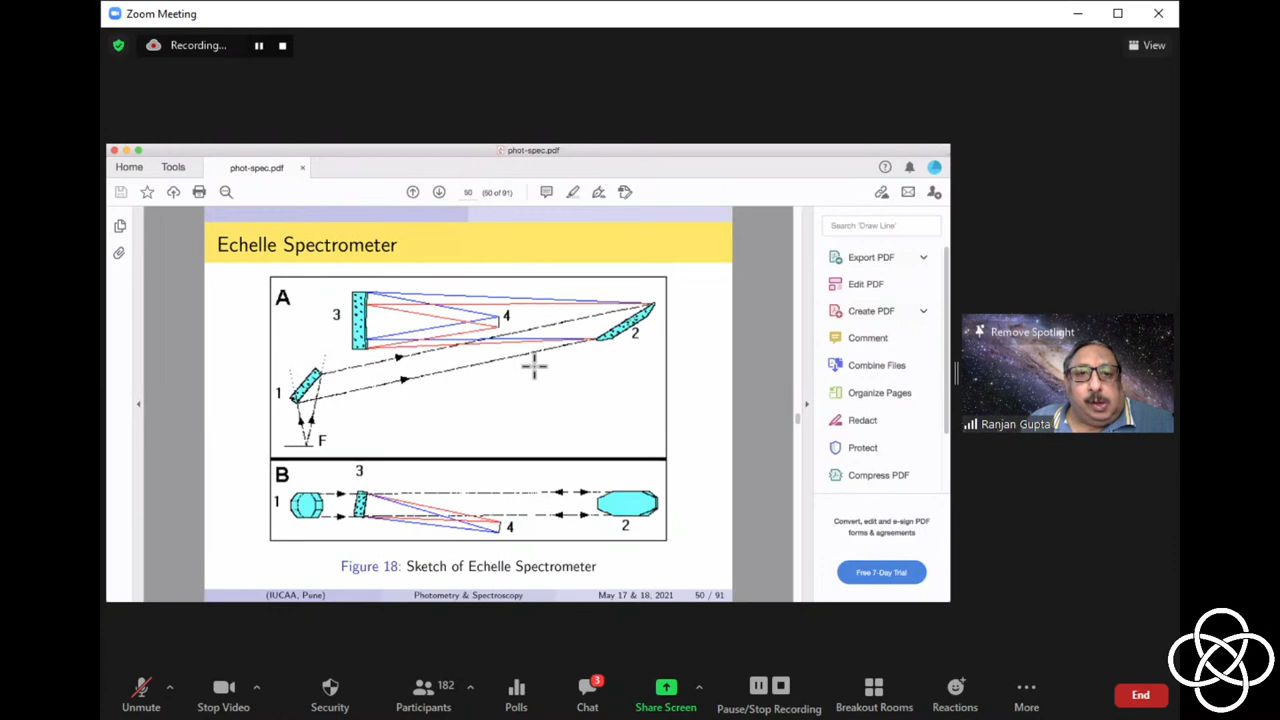 Zoom Meeting
Recording...
View
phot-spec.pdf
Home Tools phot-spec.pdf ×
50 (50 of 91)
Search 'Draw Line'
Export PDF
Edit PDF
Create PDF
Comment
Combine Files
Organize Pages
Redact
Protect
Compress PDF
Convert, edit and e-sign PDF
forms & agreements
Free 7-Day Trial
Echelle Spectrometer
A
3
4
2
1
F
B
3
1
4
2
Figure 18: Sketch of Echelle Spectrometer
(IUCAA, Pune) Photometry & Spectroscopy May 17 & 18, 2021 50 / 91
Remove Spotlight
Ranjan Gupta
Unmute
Stop Video
Security
182
Participants
Polls
3
Chat
Share Screen
Pause/Stop Recording
Breakout Rooms
Reactions
More
End